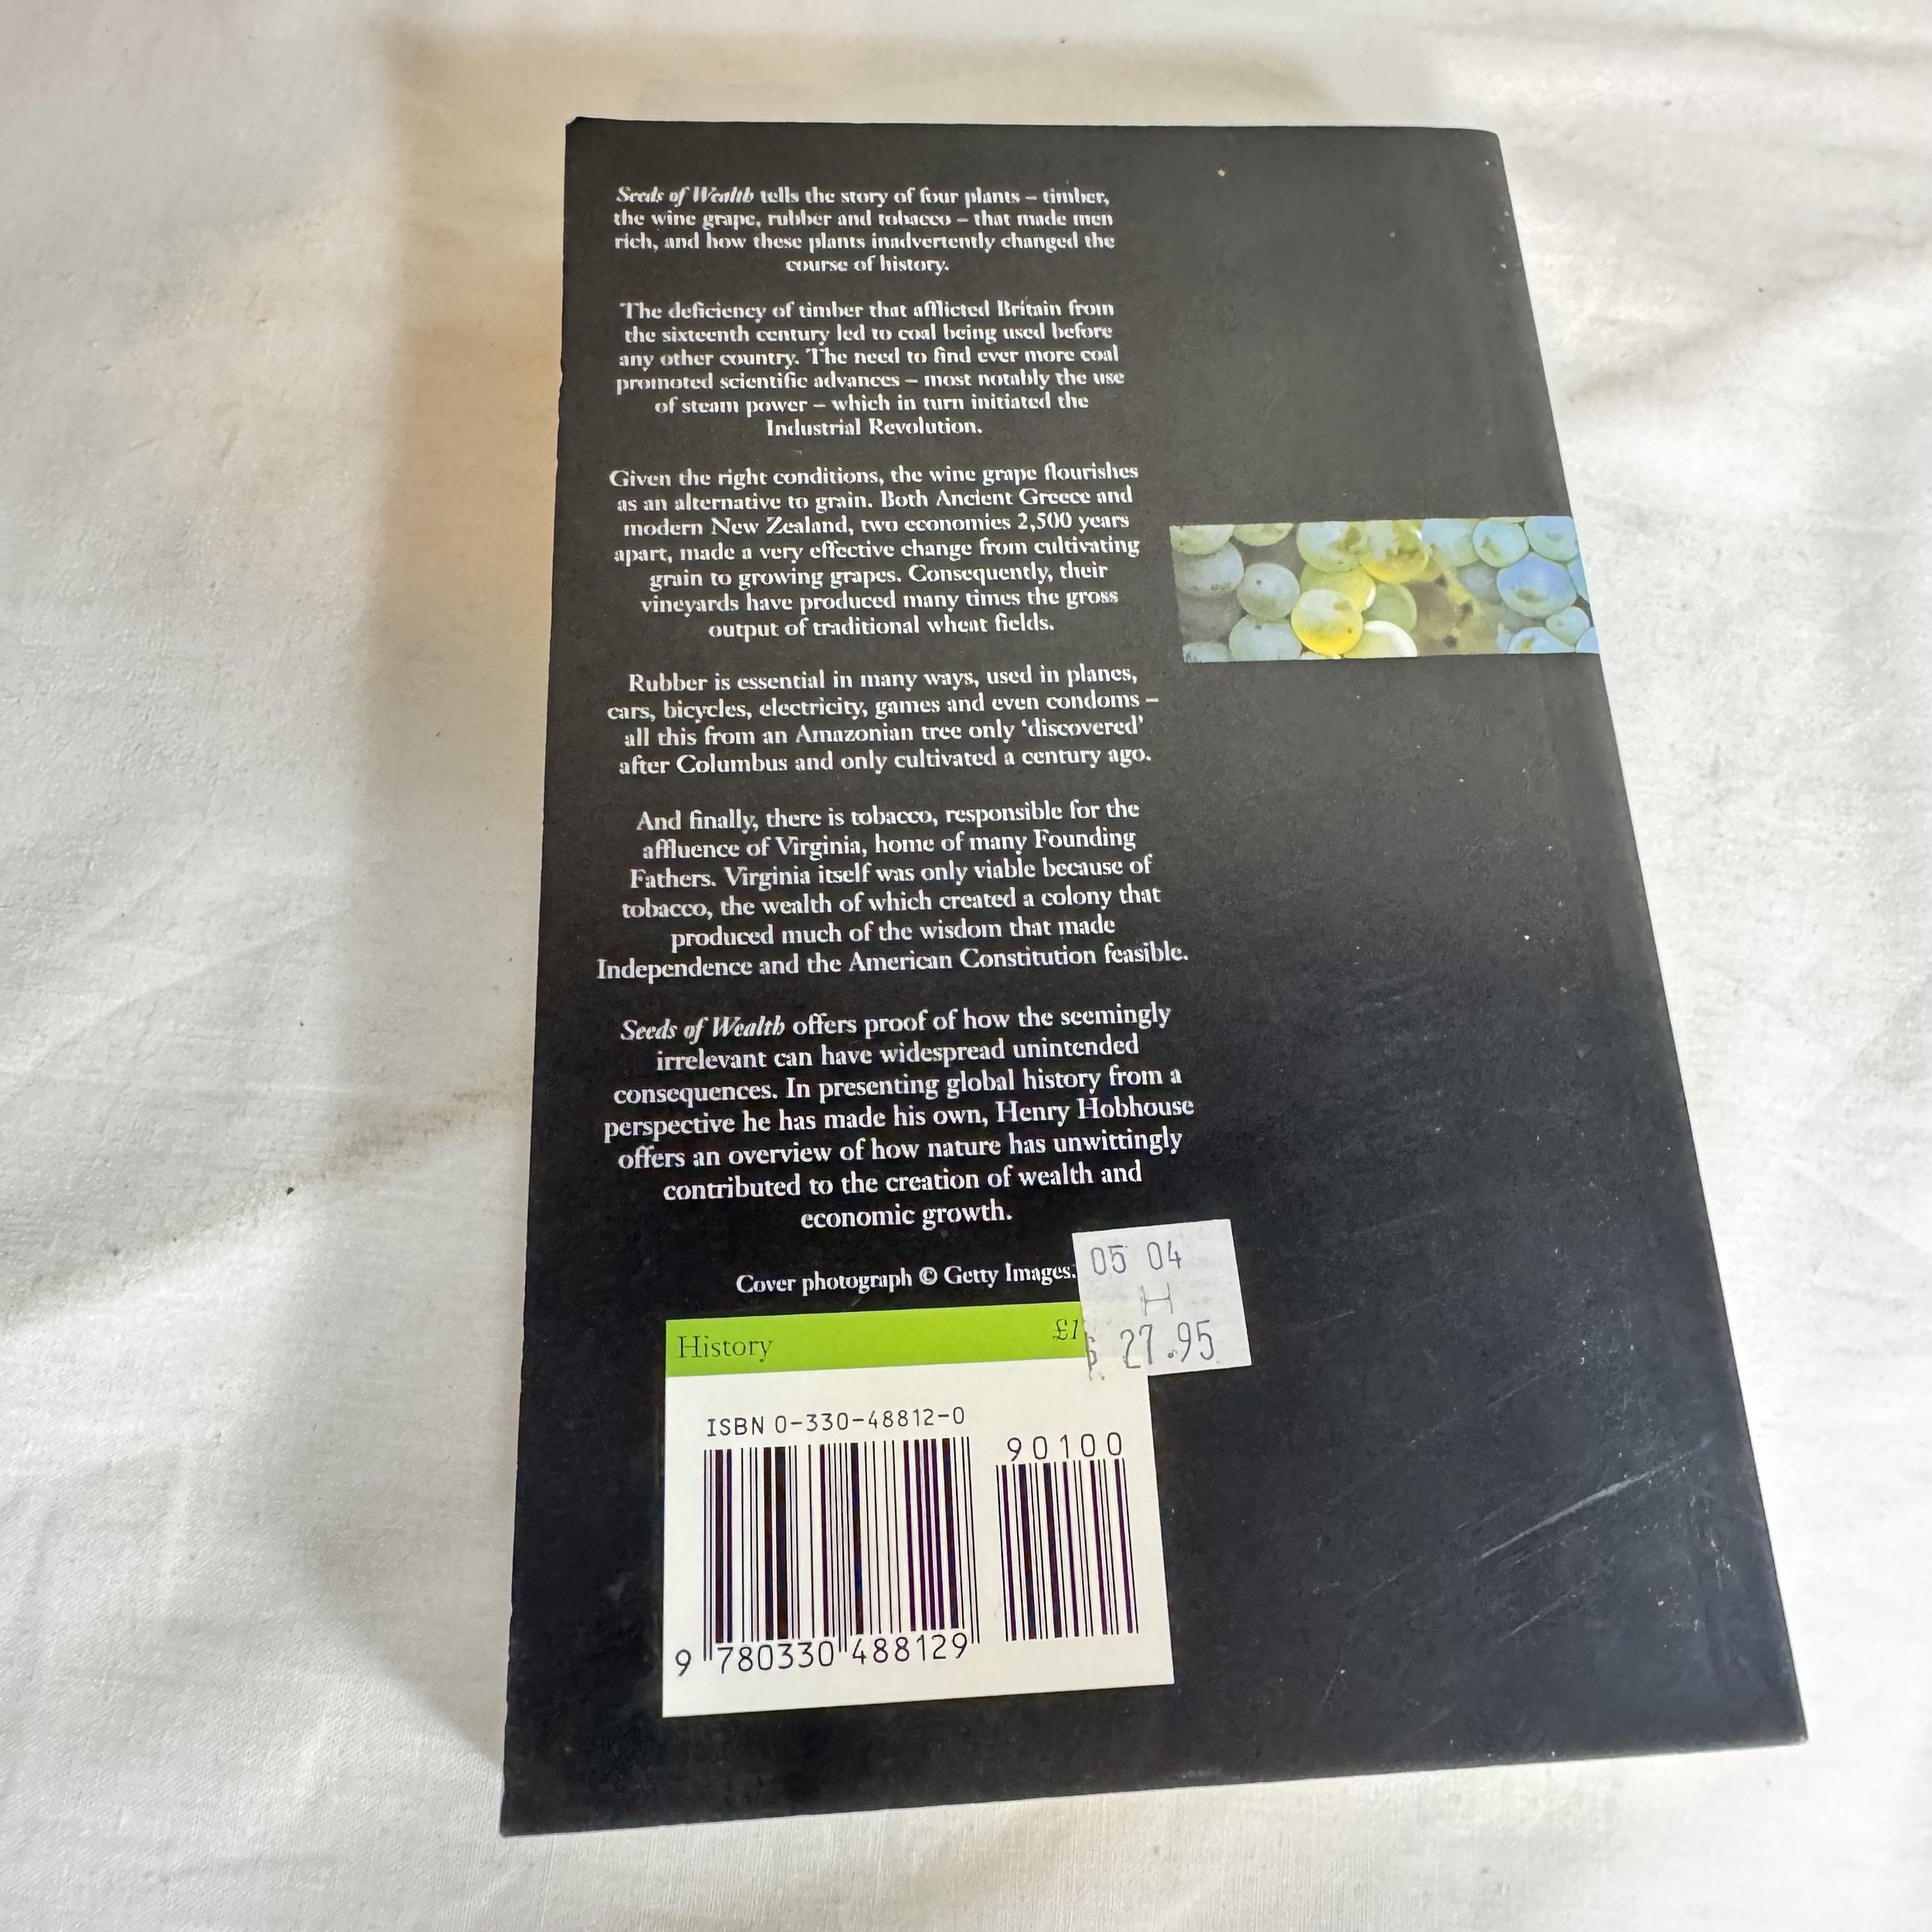 Seeds of Wealth tells the story of four plants – timber,
the wine grape, rubber and tobacco – that made men
rich, and how these plants inadvertently changed the
course of history.
The deficiency of timber that afflicted Britain from
the sixteenth century led to coal being used before
any other country. The need to find ever more coal
promoted scientific advances – most notably the use
of steam power – which in turn initiated the
Industrial Revolution.
Given the right conditions, the wine grape flourishes
as an alternative to grain. Both Ancient Greece and
modern New Zealand, two economies 2,500 years
apart, made a very effective change from cultivating
grain to growing grapes. Consequently, their
vineyards have produced many times the gross
output of traditional wheat fields.
Rubber is essential in many ways, used in planes,
cars, bicycles, electricity, games and even condoms –
all this from an Amazonian tree only ‘discovered’
after Columbus and only cultivated a century ago.
And finally, there is tobacco, responsible for the
affluence of Virginia, home of many Founding
Fathers. Virginia itself was only viable because of
tobacco, the wealth of which created a colony that
produced much of the wisdom that made
Independence and the American Constitution feasible.
Seeds of Wealth offers proof of how the seemingly
irrelevant can have widespread unintended
consequences. In presenting global history from a
perspective he has made his own, Henry Hobhouse
offers an overview of how nature has unwittingly
contributed to the creation of wealth and
economic growth.
Cover photograph © Getty Images.
05 04
H
$ 27.95
History £1
ISBN 0-330-48812-0
90100
9 780330 488129